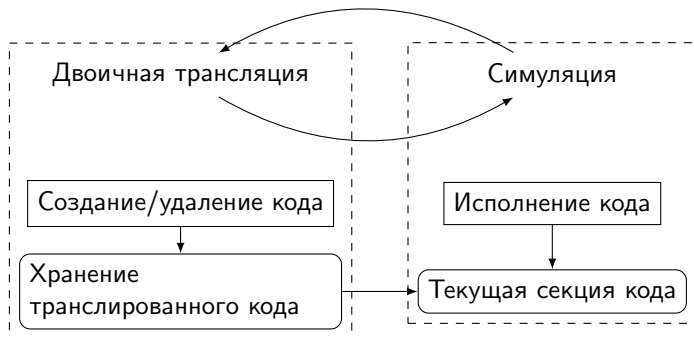 Двоичная трансляция
Симуляция
Создание/удаление кода
Исполнение кода
Хранение
транслированного кода
Текущая секция кода